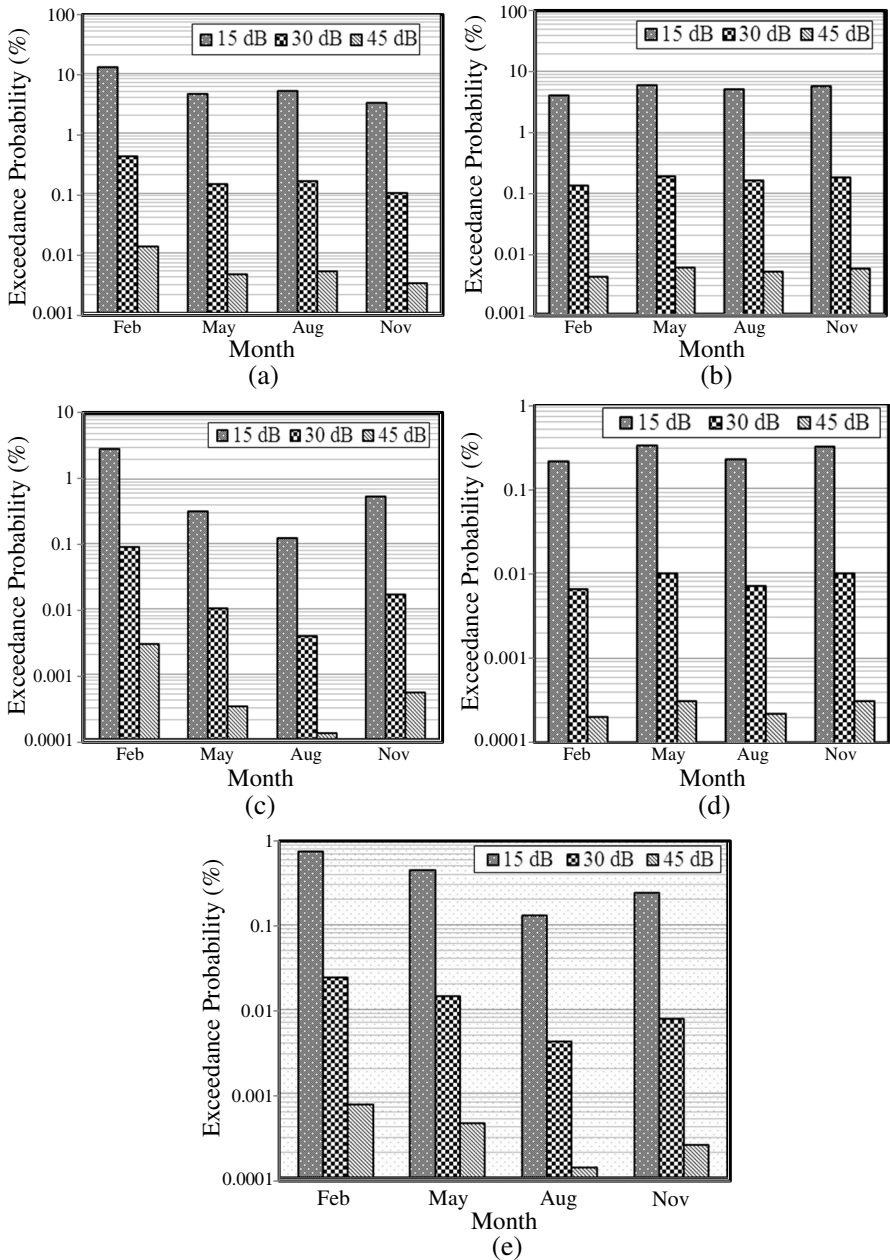 Exceedance Probability (%)
100
10
1
0.1
0.01
0.001
15 dB 30 dB 45 dB
Feb May Aug Nov
Month
(a)
Exceedance Probability (%)
100
10
1
0.1
0.01
0.001
15 dB 30 dB 45 dB
Feb May Aug Nov
Month
(b)
Exceedance Probability (%)
10
1
0.1
0.01
0.001
0.0001
15 dB 30 dB 45 dB
Feb May Aug Nov
Month
(c)
Exceedance Probability (%)
1
0.1
0.01
0.001
0.0001
15 dB 30 dB 45 dB
Feb May Aug Nov
Month
(d)
Exceedance Probability (%)
1
0.1
0.01
0.001
0.0001
15 dB 30 dB 45 dB
Feb May Aug Nov
Month
(e)